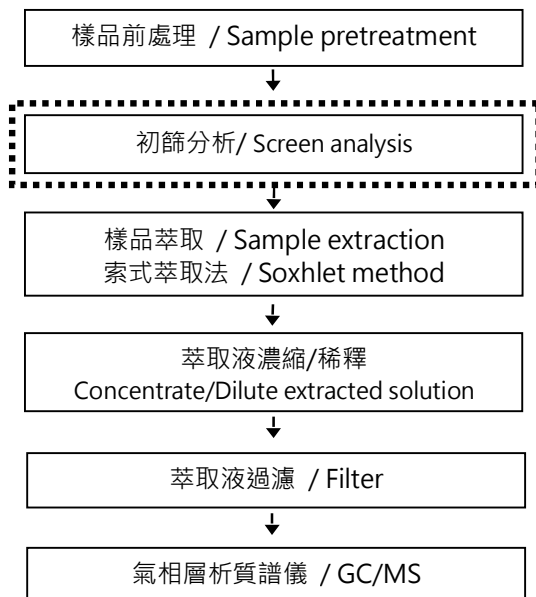 樣品前處理 / Sample pretreatment
初篩分析/ Screen analysis
樣品萃取 / Sample extraction
索式萃取法 / Soxhlet method
萃取液濃縮/稀釋
Concentrate/Dilute extracted solution
萃取液過濾 / Filter
氣相層析質譜儀 / GC/MS